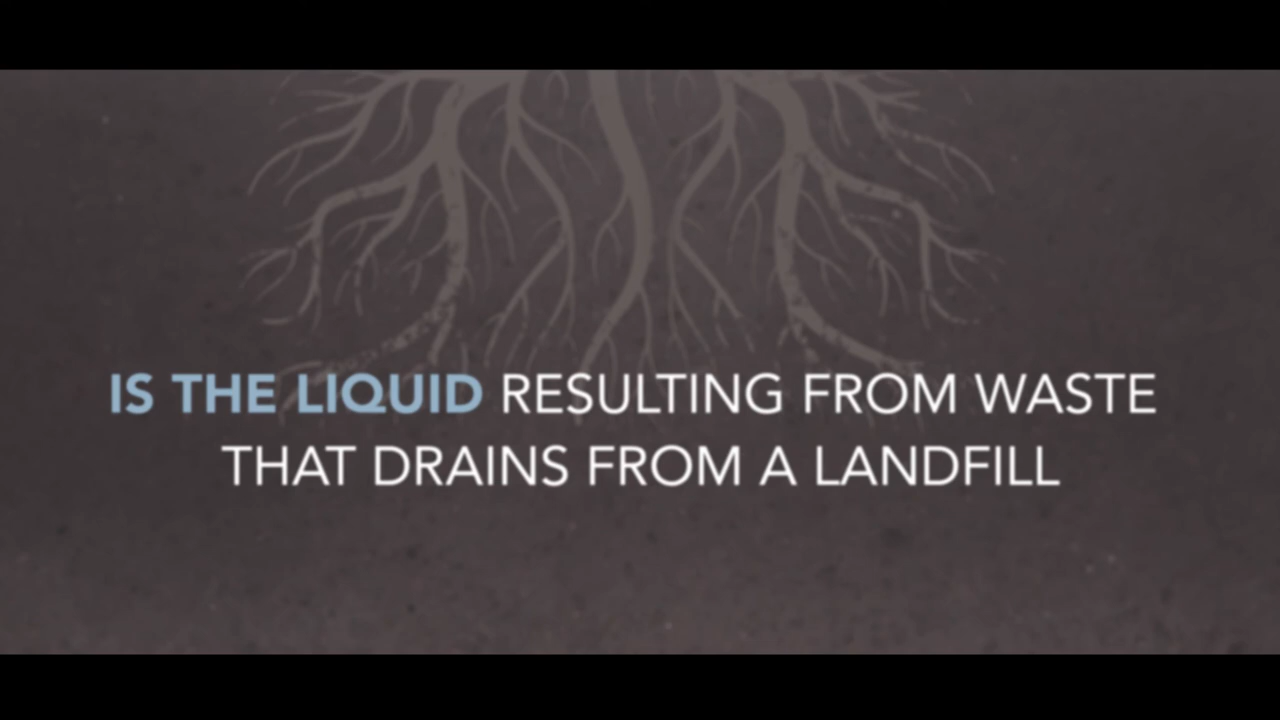 IS THE LIQUID RESULTING FROM WASTE
THAT DRAINS FROM A LANDFILL